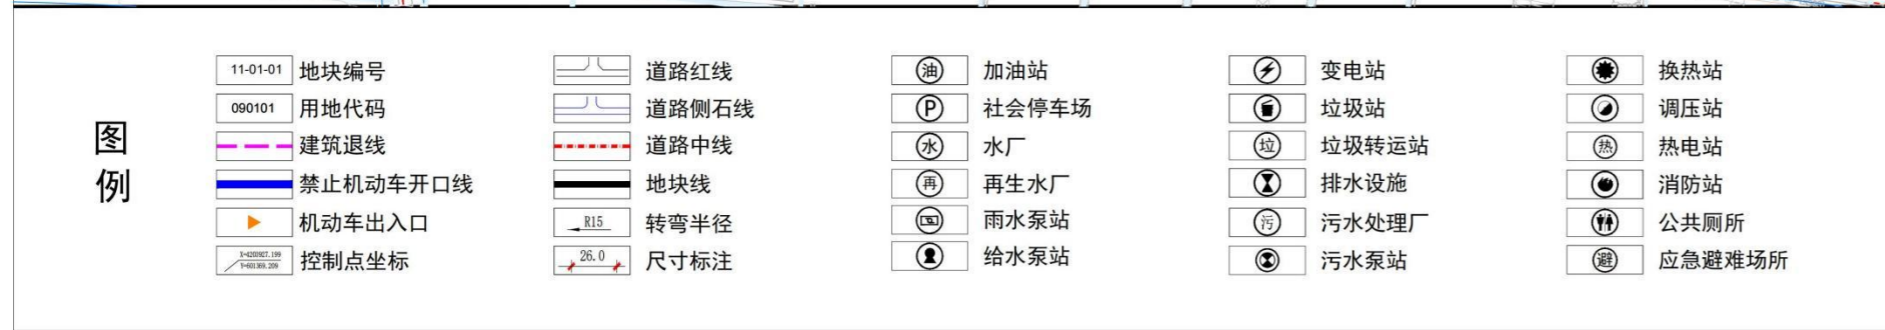 图例
11-01-01 地块编号
090101 用地代码
建筑退线
禁止机动车开口线
机动车出入口
X=4200927.199
Y=601369.209
控制点坐标
道路红线
道路侧石线
道路中线
地块线
R15 转弯半径
26.0 尺寸标注
油 加油站
P 社会停车场
水 水厂
再 再生水厂
雨水泵站
给水泵站
变电站
垃圾站
垃 垃圾转运站
排水设施
污 污水处理厂
污水泵站
换热站
调压站
热 热电站
消防站
公共厕所
避 应急避难场所